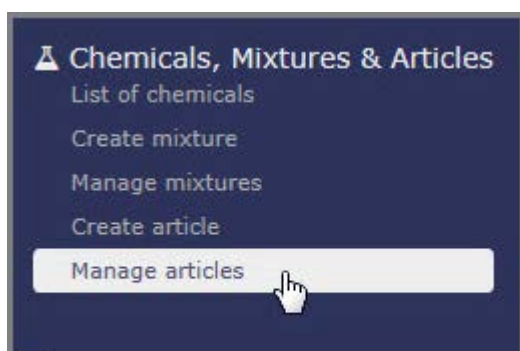 Chemicals, Mixtures & Articles
List of chemicals
Create mixture
Manage mixtures
Create article
Manage articles